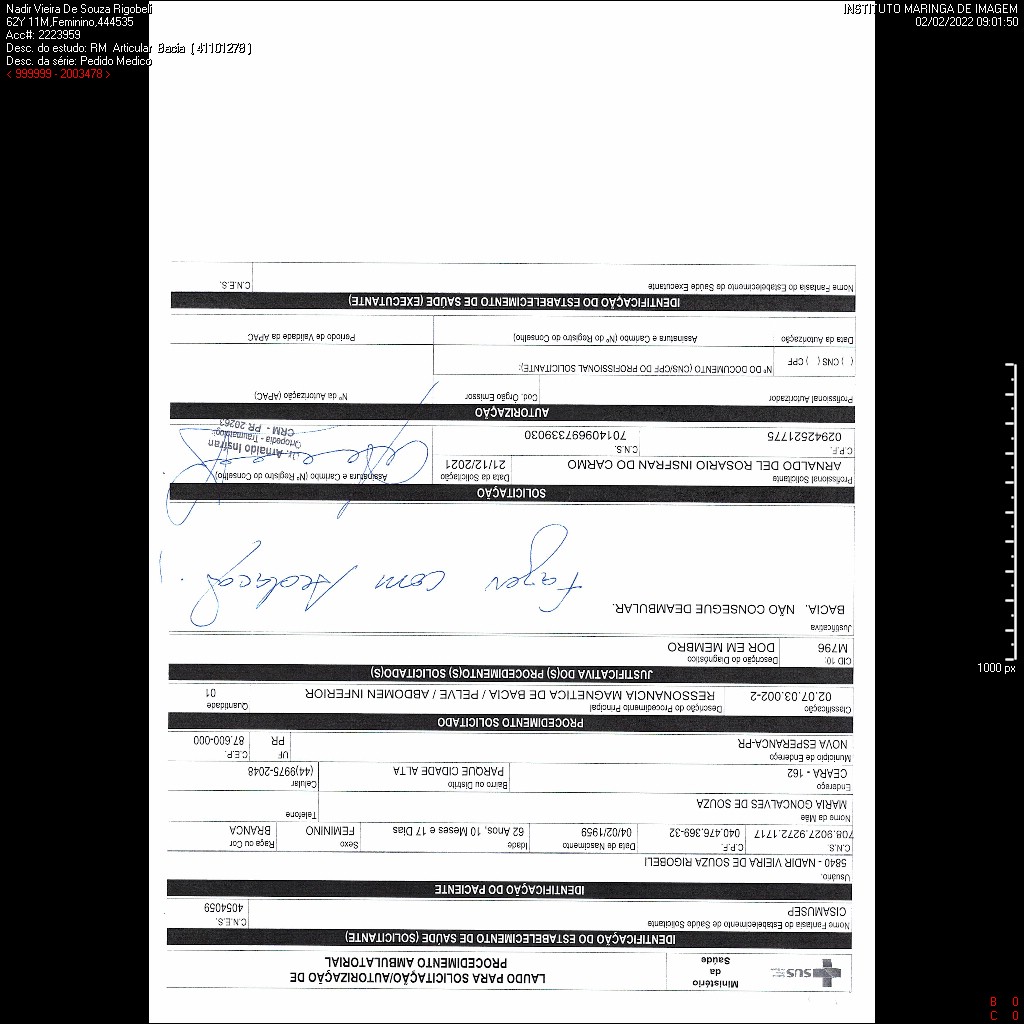 Nadir Vieira De Souza Rigobeli
62Y 11M,Feminino,444535
Acc#: 2223959
Desc. do estudo: RM Articular Bacia (41101278)
Desc. da série: Pedido Medico
< 999999 - 2003478 >
INSTITUTO MARINGA DE IMAGEM
02/02/2022 09:01:50
SUS Ministério da Saúde
LAUDO PARA SOLICITAÇÃO/AUTORIZAÇÃO DE
PROCEDIMENTO AMBULATORIAL
IDENTIFICAÇÃO DO ESTABELECIMENTO DE SAÚDE (SOLICITANTE)
Nome Fantasia do Estabelecimento de Saúde Solicitante C.N.E.S.
CISAMUSEP 4054059
IDENTIFICAÇÃO DO PACIENTE
Usuário.
5840 - NADIR VIEIRA DE SOUZA RIGOBELI
C.N.S. C.P.F. Data de Nascimento Idade Sexo Raça ou Cor
708.9027.9272.1717 040.476.369-32 04/02/1959 62 Anos, 10 Meses e 17 Dias FEMININO BRANCA
Nome da Mãe Telefone
MARIA GONCALVES DE SOUZA
Endereço Bairro ou Distrito Celular
CEARA - 162 PARQUE CIDADE ALTA (44)9975-2048
Município de Endereço UF C.E.P.
NOVA ESPERANCA-PR PR 87.600-000
PROCEDIMENTO SOLICITADO
Classificação Descrição do Procedimento Principal Quantidade
02.07.03.002-2 RESSONANCIA MAGNETICA DE BACIA / PELVE / ABDOMEN INFERIOR 01
JUSTIFICATIVA DO(S) PROCEDIMENTO(S) SOLICITADO(S)
CID 10: Descrição do Diagnóstico
M796 DOR EM MEMBRO
Justificativa
BACIA. NÃO CONSEGUE DEAMBULAR.
Fazer com sedação.
SOLICITAÇÃO
Profissional Solicitante Data da Solicitação Assinatura e Carimbo (Nº Registro do Conselho)
ARNALDO DEL ROSARIO INSFRAN DO CARMO 21/12/2021
Dr. Arnaldo Insfran
Ortopedia - Traumatolog
CRM - PR 20263
C.P.F. C.N.S.
02942521775 701409697339030
AUTORIZAÇÃO
Profissional Autorizador Cod. Órgão Emissor Nº da Autorização (APAC)
( ) CNS ( ) CPF Nº DO DOCUMENTO (CNS/CPF DO PROFISSIONAL SOLICITANTE):
Data da Autorização Assinatura e Carimbo (Nº do Registro do Conselho) Período de Validade da APAC
IDENTIFICAÇÃO DO ESTABELECIMENTO DE SAÚDE (EXECUTANTE)
Nome Fantasia do Estabelecimento de Saúde Executante C.N.E.S.
1000 px
B 0
C 0